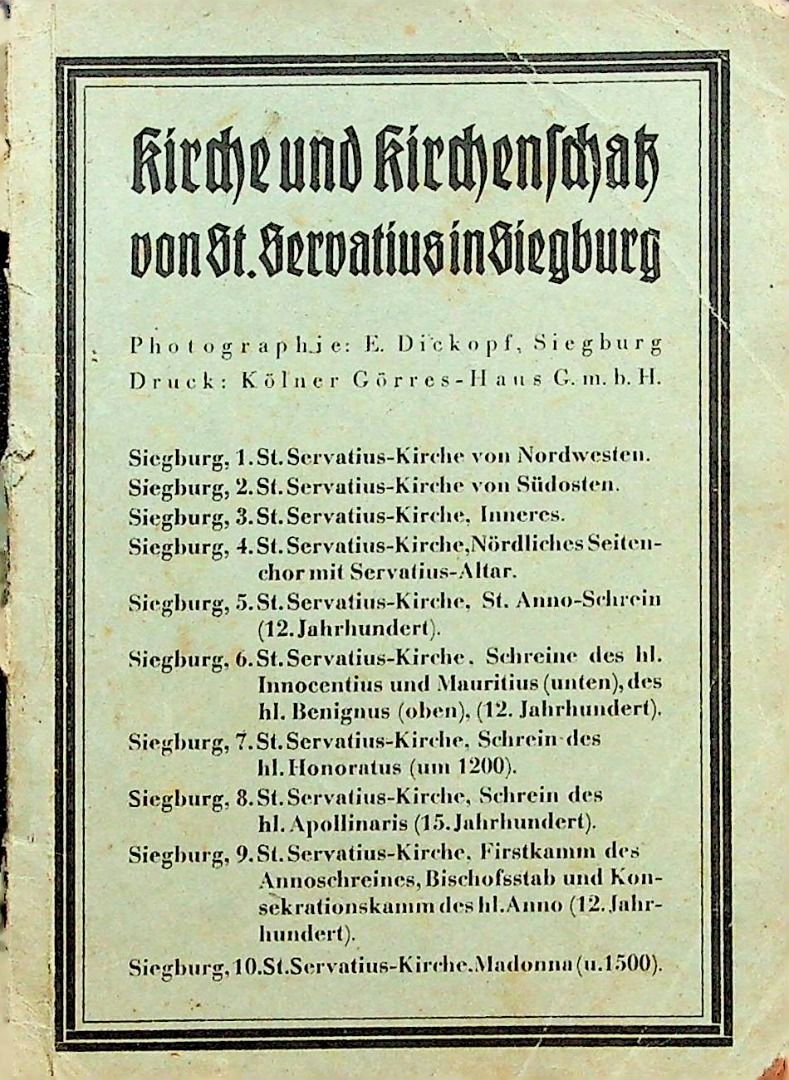 Kirche und Kirchenschatz
von St. Servatius in Siegburg
Photographie: E. Dickopf, Siegburg
Druck: Kölner Görres-Haus G. m. b. H.
Siegburg, 1. St. Servatius-Kirche von Nordwesten.
Siegburg, 2. St. Servatius-Kirche von Südosten.
Siegburg, 3. St. Servatius-Kirche, Inneres.
Siegburg, 4. St. Servatius-Kirche, Nördliches Seiten-
chor mit Servatius-Altar.
Siegburg, 5. St. Servatius-Kirche, St. Anno-Schrein
(12. Jahrhundert).
Siegburg, 6. St. Servatius-Kirche, Schreine des hl.
Innocentius und Mauritius (unten), des
hl. Benignus (oben), (12. Jahrhundert).
Siegburg, 7. St. Servatius-Kirche, Schrein des
hl. Honoratus (um 1200).
Siegburg, 8. St. Servatius-Kirche, Schrein des
hl. Apollinaris (15. Jahrhundert).
Siegburg, 9. St. Servatius-Kirche, Firstkamm des
Annoschreines, Bischofsstab und Kon-
sekrationskamm des hl. Anno (12. Jahr-
hundert).
Siegburg, 10. St. Servatius-Kirche, Madonna (u. 1500).